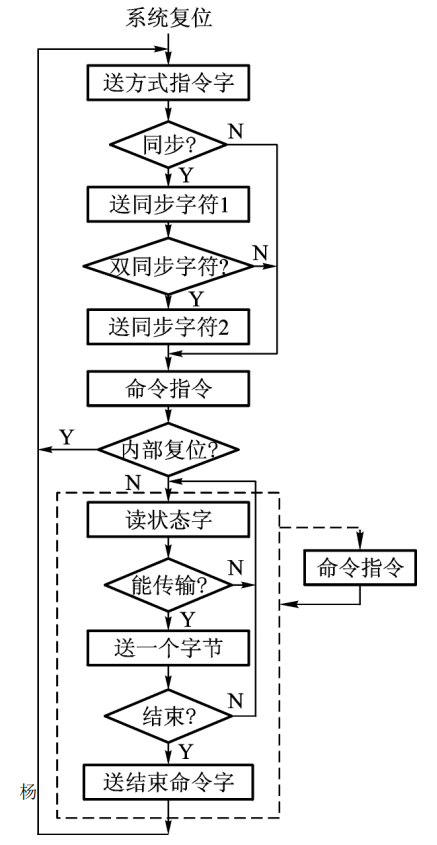 系统复位
送方式指令字
同步?
N
Y
送同步字符1
双同步字符?
N
Y
送同步字符2
命令指令
内部复位?
Y
N
读状态字
能传输?
N
命令指令
Y
送一个字节
结束?
N
Y
送结束命令字
杨